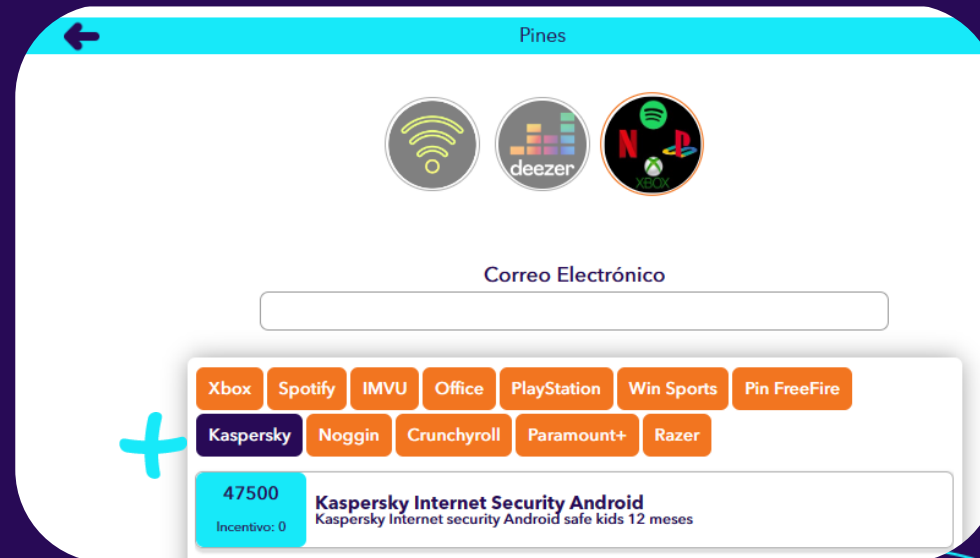 Pines
deezer
N
XBOX
Correo Electrónico
Xbox Spotify IMVU Office PlayStation Win Sports Pin FreeFire
Kaspersky Noggin Crunchyroll Paramount+ Razer
47500
Incentivo: 0
Kaspersky Internet Security Android
Kaspersky Internet security Android safe kids 12 meses